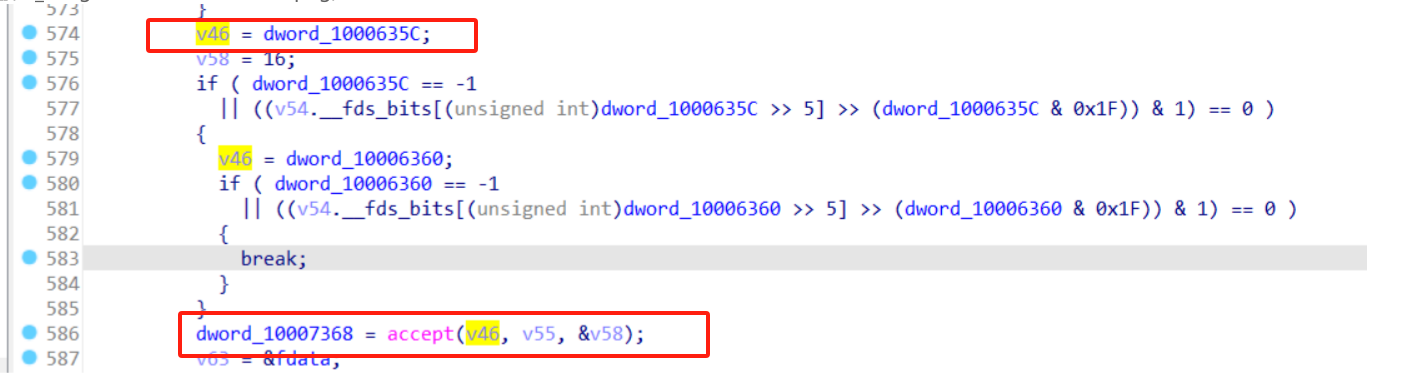 573 }
574 v46 = dword_1000635C;
575 v58 = 16;
576 if ( dword_1000635C == -1
577 || ((v54.__fds_bits[(unsigned int)dword_1000635C >> 5] >> (dword_1000635C & 0x1F)) & 1) == 0 )
578 {
579 v46 = dword_10006360;
580 if ( dword_10006360 == -1
581 || ((v54.__fds_bits[(unsigned int)dword_10006360 >> 5] >> (dword_10006360 & 0x1F)) & 1) == 0 )
582 {
583 break;
584 }
585 }
586 dword_10007368 = accept(v46, v55, &v58);
587 v63 = &fdata;